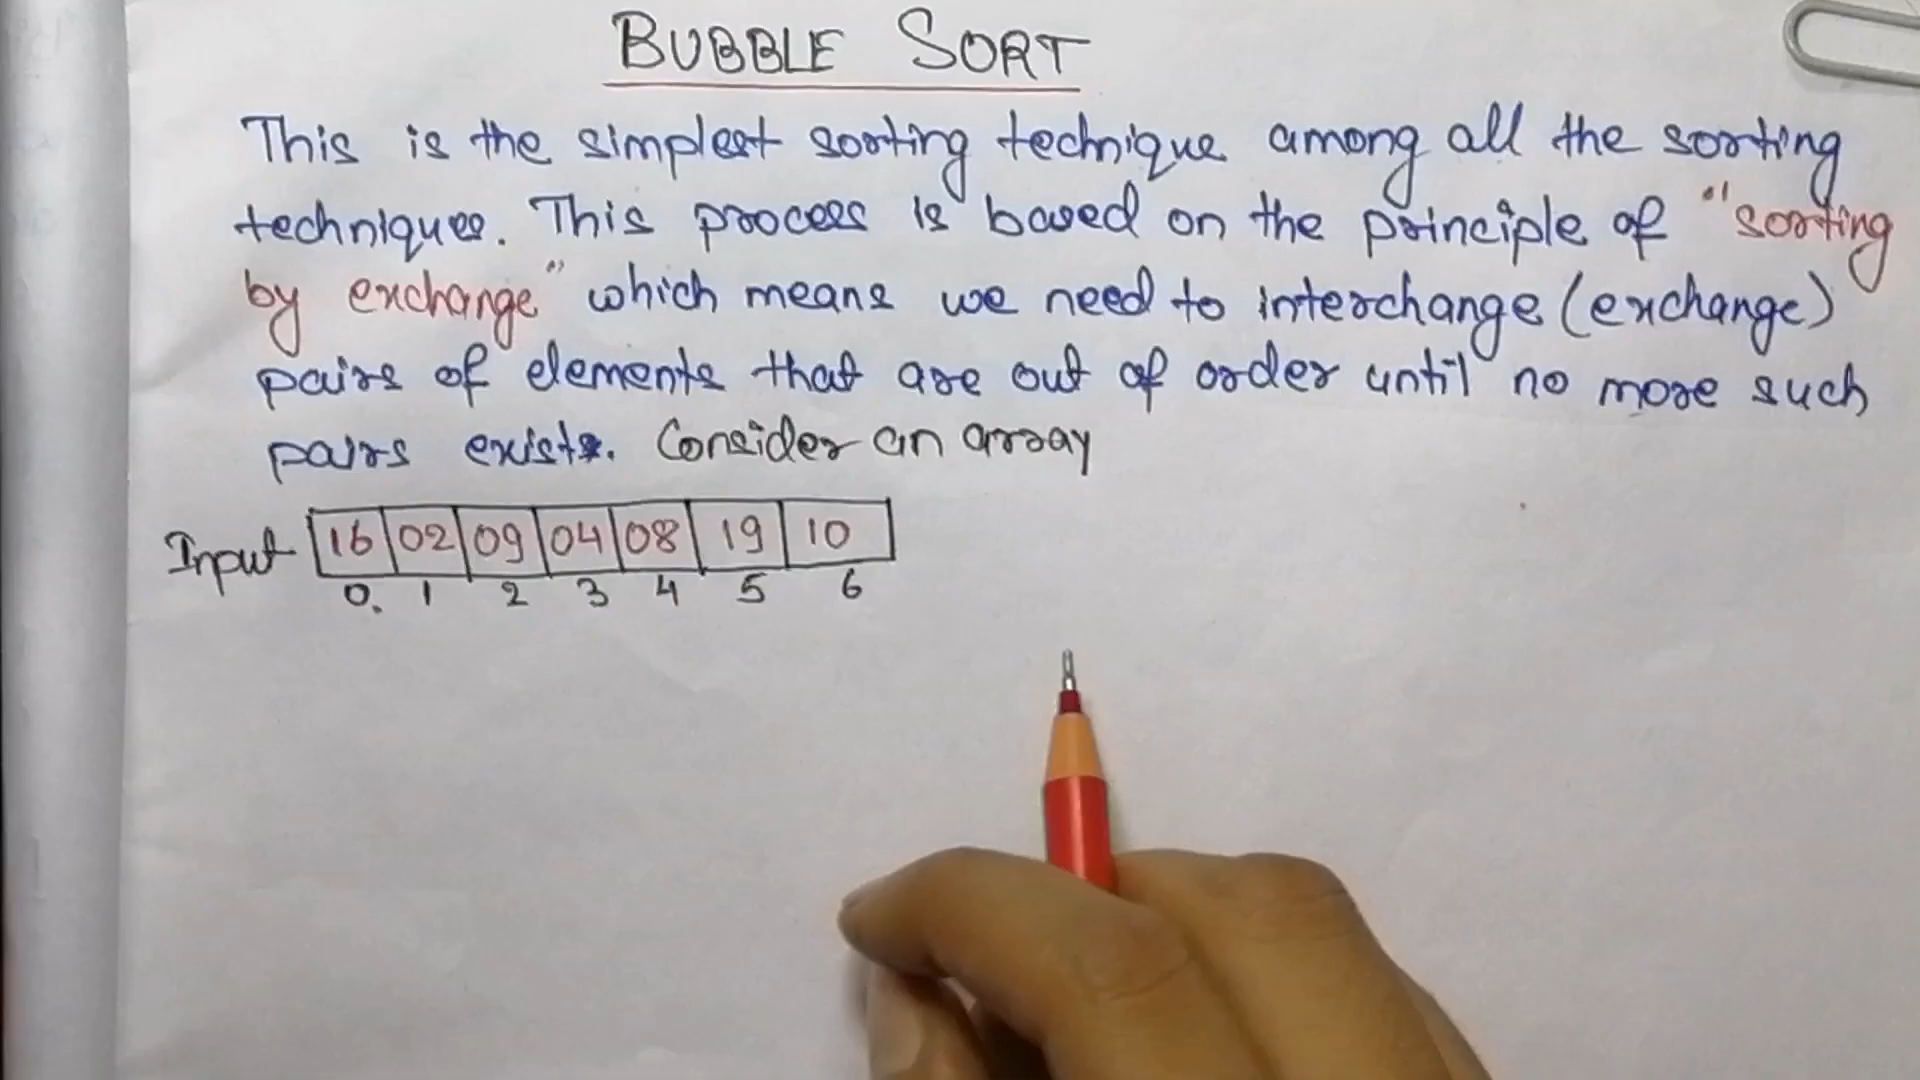 BUBBLE SORT
This is the simplest sorting technique among all the sorting
techniques. This process is based on the principle of "sorting
by exchange" which means we need to interchange (exchange)
pairs of elements that are out of order until no more such
pairs exists. Consider an array
Input 16 02 09 04 08 19 10
0. 1 2 3 4 5 6